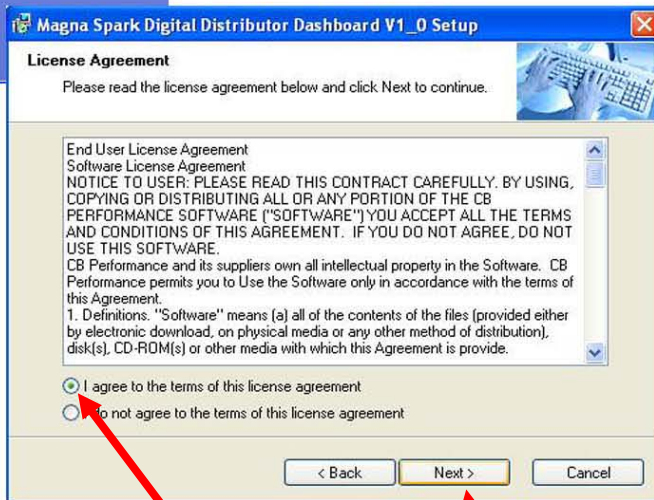 Magna Spark Digital Distributor Dashboard V1_0 Setup
License Agreement
Please read the license agreement below and click Next to continue.
End User License Agreement
Software License Agreement
NOTICE TO USER: PLEASE READ THIS CONTRACT CAREFULLY. BY USING,
COPYING OR DISTRIBUTING ALL OR ANY PORTION OF THE CB
PERFORMANCE SOFTWARE ("SOFTWARE") YOU ACCEPT ALL THE TERMS
AND CONDITIONS OF THIS AGREEMENT. IF YOU DO NOT AGREE, DO NOT
USE THIS SOFTWARE.
CB Performance and its suppliers own all intellectual property in the Software. CB
Performance permits you to Use the Software only in accordance with the terms of
this Agreement.
1. Definitions. "Software" means (a) all of the contents of the files (provided either
by electronic download, on physical media or any other method of distribution),
disk(s), CD-ROM(s) or other media with which this Agreement is provide.
I agree to the terms of this license agreement
I do not agree to the terms of this license agreement
< Back
Next >
Cancel